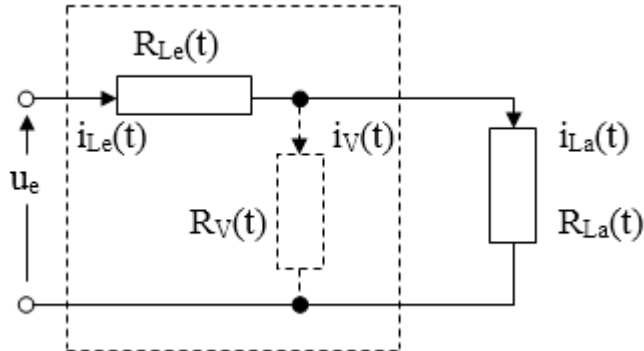 R_Le(t)
i_Le(t) i_V(t) i_La(t)
u_e
R_V(t) R_La(t)